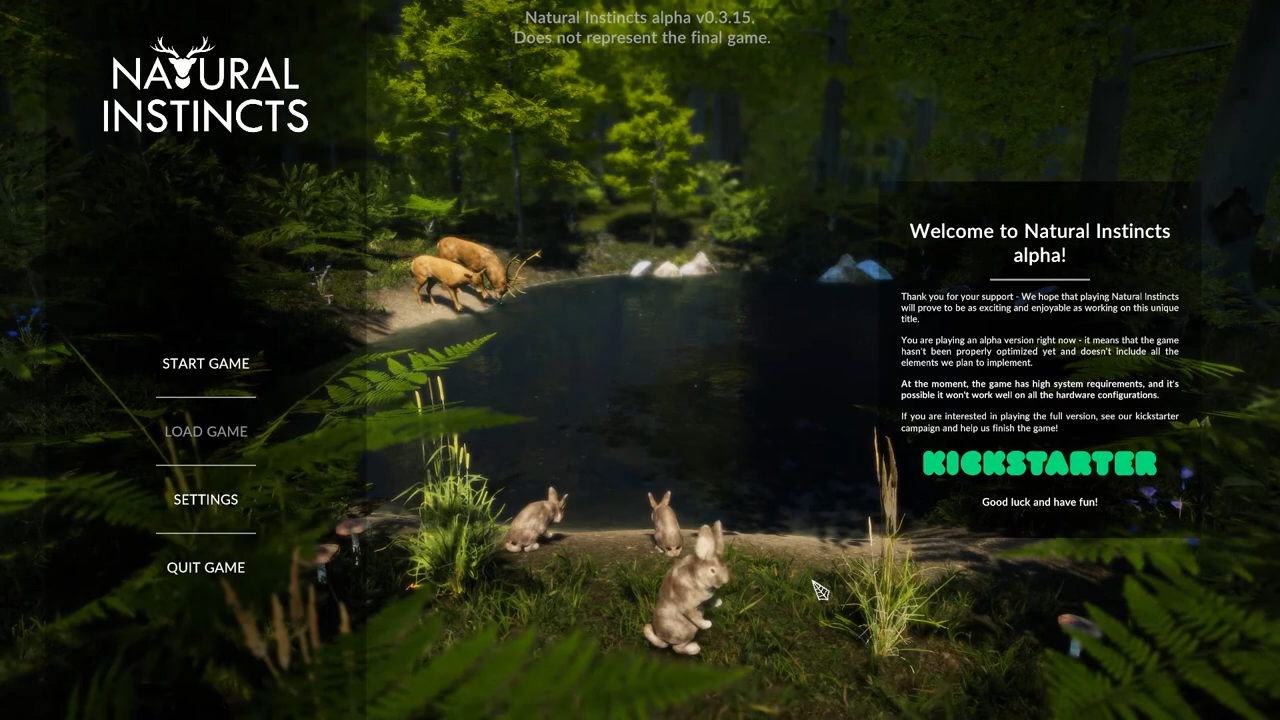 Natural Instincts alpha v0.3.15.
Does not represent the final game.
NATURAL
INSTINCTS
START GAME
LOAD GAME
SETTINGS
QUIT GAME
Welcome to Natural Instincts
alpha!
Thank you for your support - We hope that playing Natural Instincts
will prove to be as exciting and enjoyable as working on this unique
title.
You are playing an alpha version right now - it means that the game
hasn't been properly optimized yet and doesn't include all the
elements we plan to implement.
At the moment, the game has high system requirements, and it's
possible it won't work well on all the hardware configurations.
If you are interested in playing the full version, see our kickstarter
campaign and help us finish the game!
KICKSTARTER
Good luck and have fun!